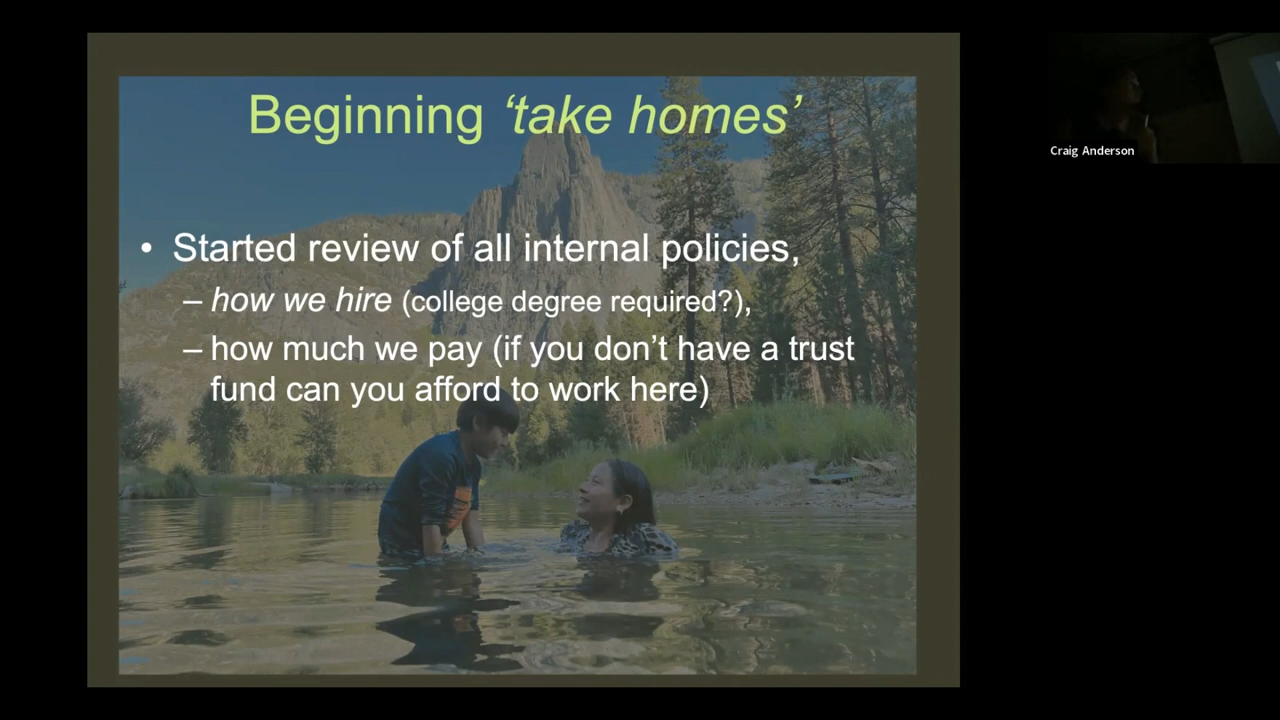 Beginning ‘take homes’
• Started review of all internal policies,
– how we hire (college degree required?),
– how much we pay (if you don’t have a trust
fund can you afford to work here)
Craig Anderson